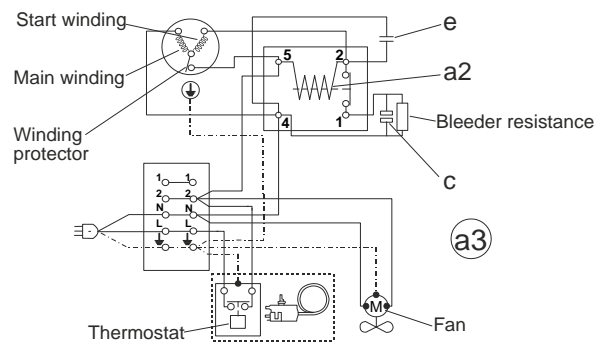 Start winding
e
5
2
a2
Main winding
Winding
protector
4
1
Bleeder resistance
c
1 1
2 2
N N
L L
a3
M
Thermostat
Fan